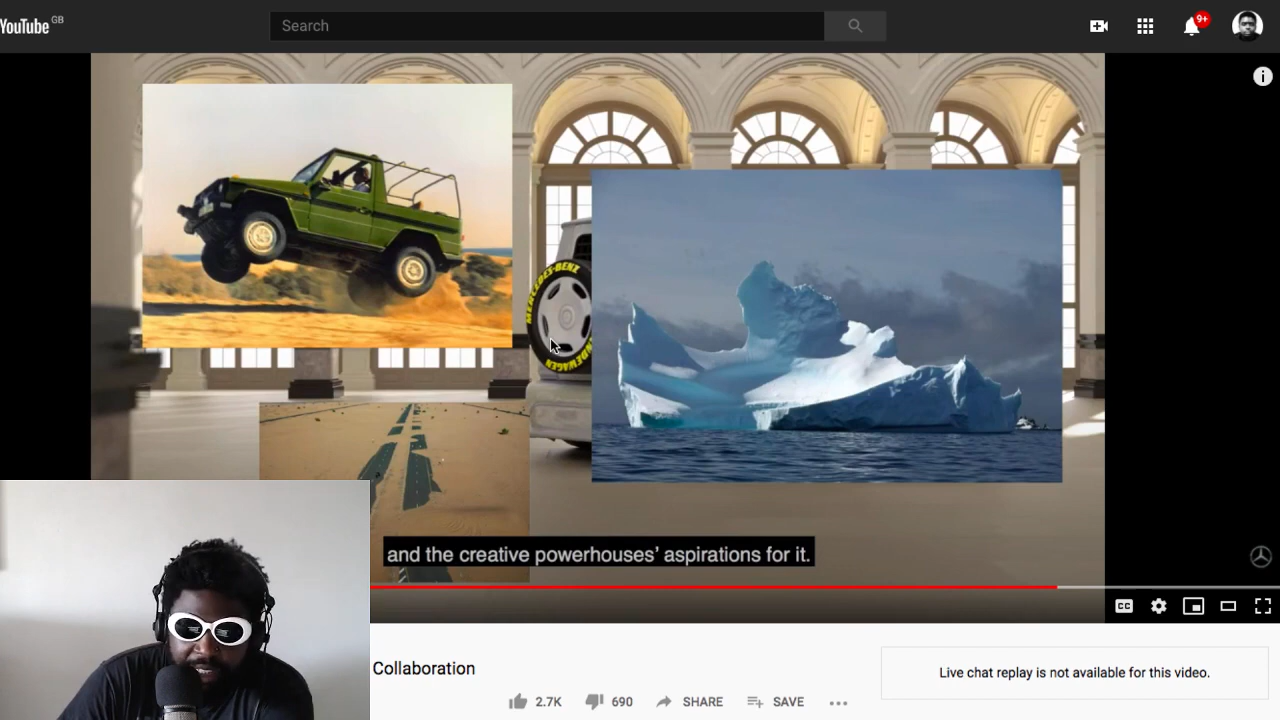 YouTube GB
Search
9+
MERCEDES-BENZ
and the creative powerhouses' aspirations for it.
CC
Collaboration
2.7K 690 SHARE SAVE
Live chat replay is not available for this video.